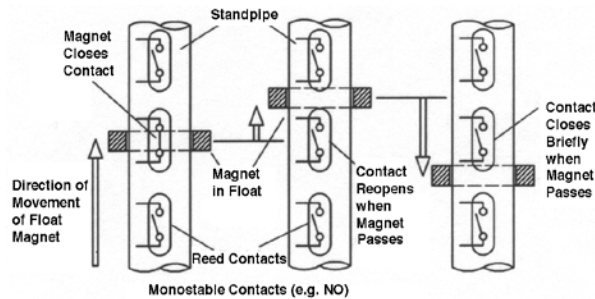 Magnet
Closes
Contact
Standpipe
Direction of
Movement
of Float
Magnet
Magnet
in Float
Reed Contacts
Contact
Reopens
when
Magnet
Passes
Contact
Closes
Briefly
when
Magnet
Passes
Monostable Contacts (e.g. NO)